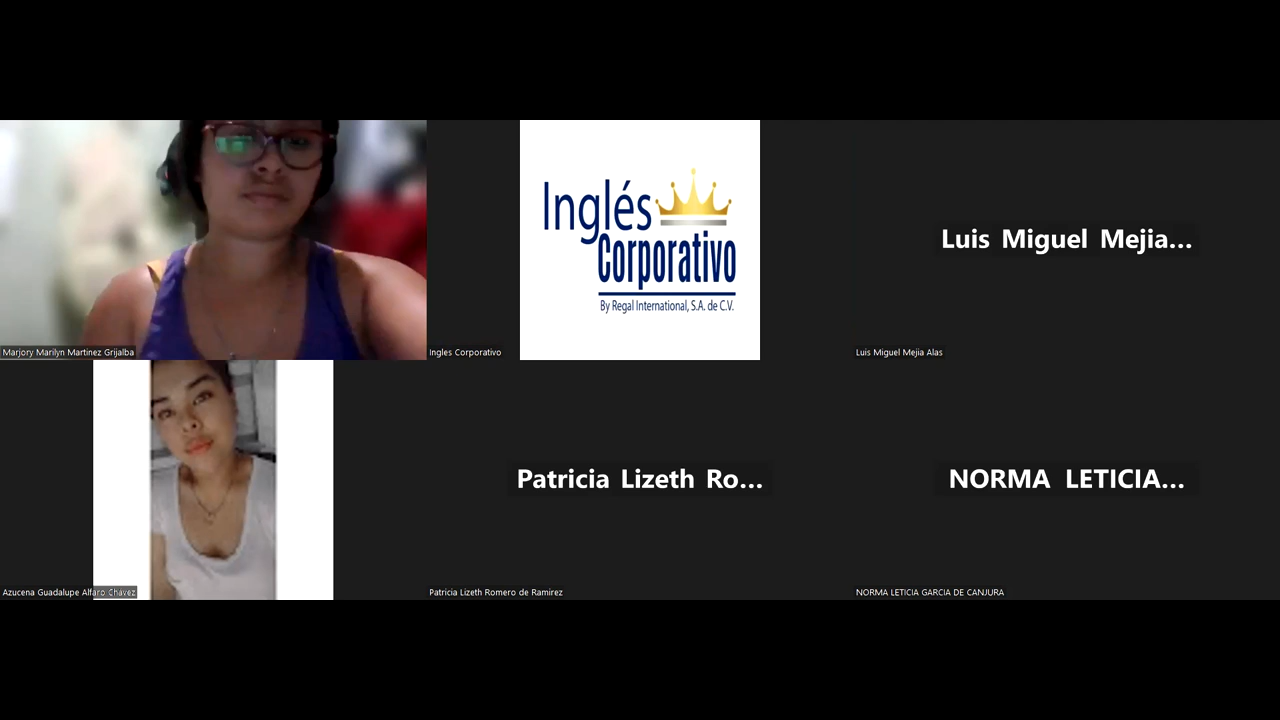 Inglés
Corporativo
By Regal International, S.A. de C.V.
Luis Miguel Mejia...
Marjory Marilyn Martinez Grijalba
Ingles Corporativo
Luis Miguel Mejia Alas
Patricia Lizeth Ro...
NORMA LETICIA...
Azucena Guadalupe Alfaro Chavez
Patricia Lizeth Romero de Ramirez
NORMA LETICIA GARCIA DE CANJURA